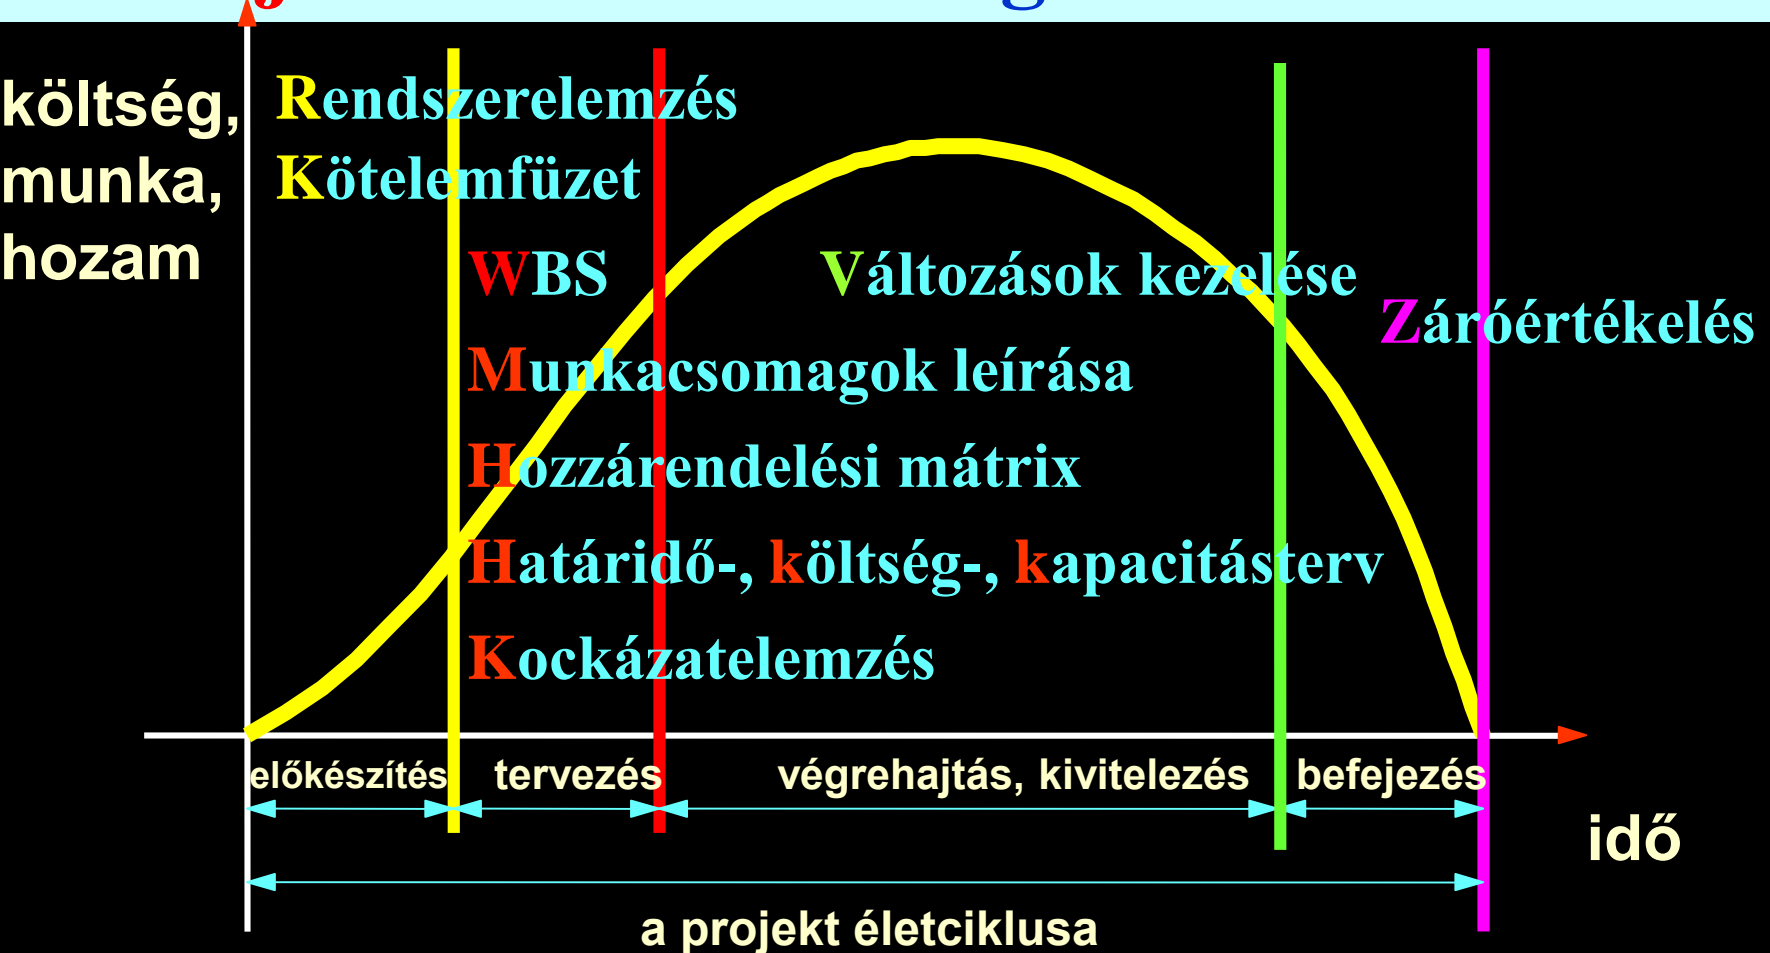 költség,
munka,
hozam
Rendszerelemzés
Kötelemfüzet
WBS
Változások kezelése
Záróértékelés
Munkacsomagok leírása
Hozzárendelési mátrix
Határidő-, költség-, kapacitásterv
Kockázatelemzés
előkészítés
tervezés
végrehajtás, kivitelezés
befejezés
idő
a projekt életciklusa